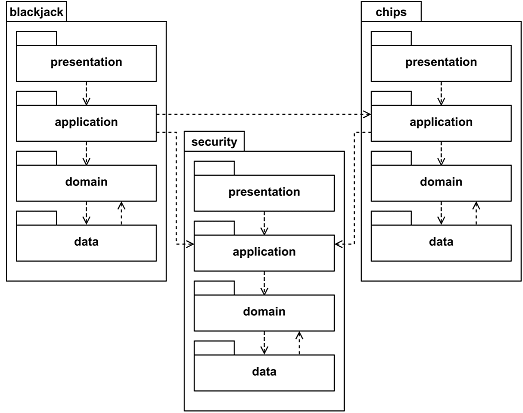 blackjack
presentation
application
domain
data
chips
presentation
application
domain
data
security
presentation
application
domain
data